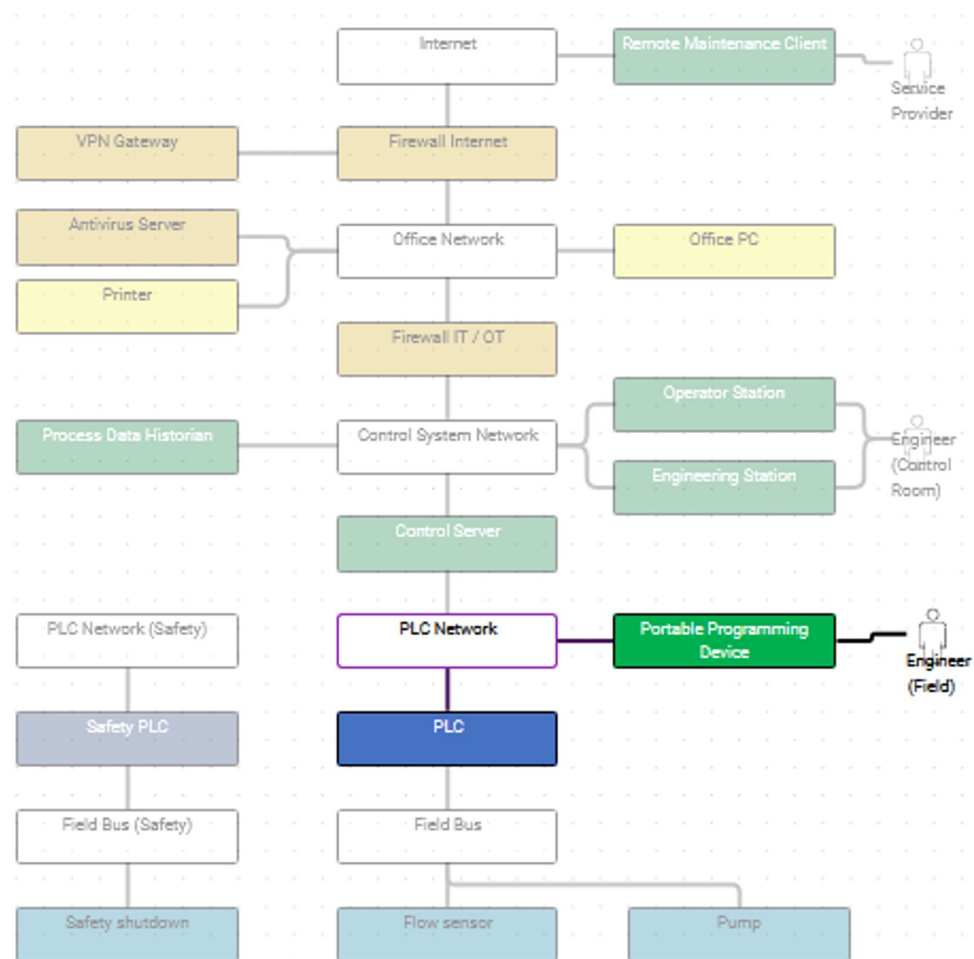 Internet
Remote Maintenance Client
Service
Provider
VPN Gateway
Firewall Internet
Antivirus Server
Office Network
Office PC
Printer
Firewall IT / OT
Operator Station
Process Data Historian
Control System Network
Engineer
(Control
Room)
Engineering Station
Control Server
PLC Network (Safety)
PLC Network
Portable Programming
Device
Engineer
(Field)
Safety PLC
PLC
Field Bus (Safety)
Field Bus
Safety shutdown
Flow sensor
Pump